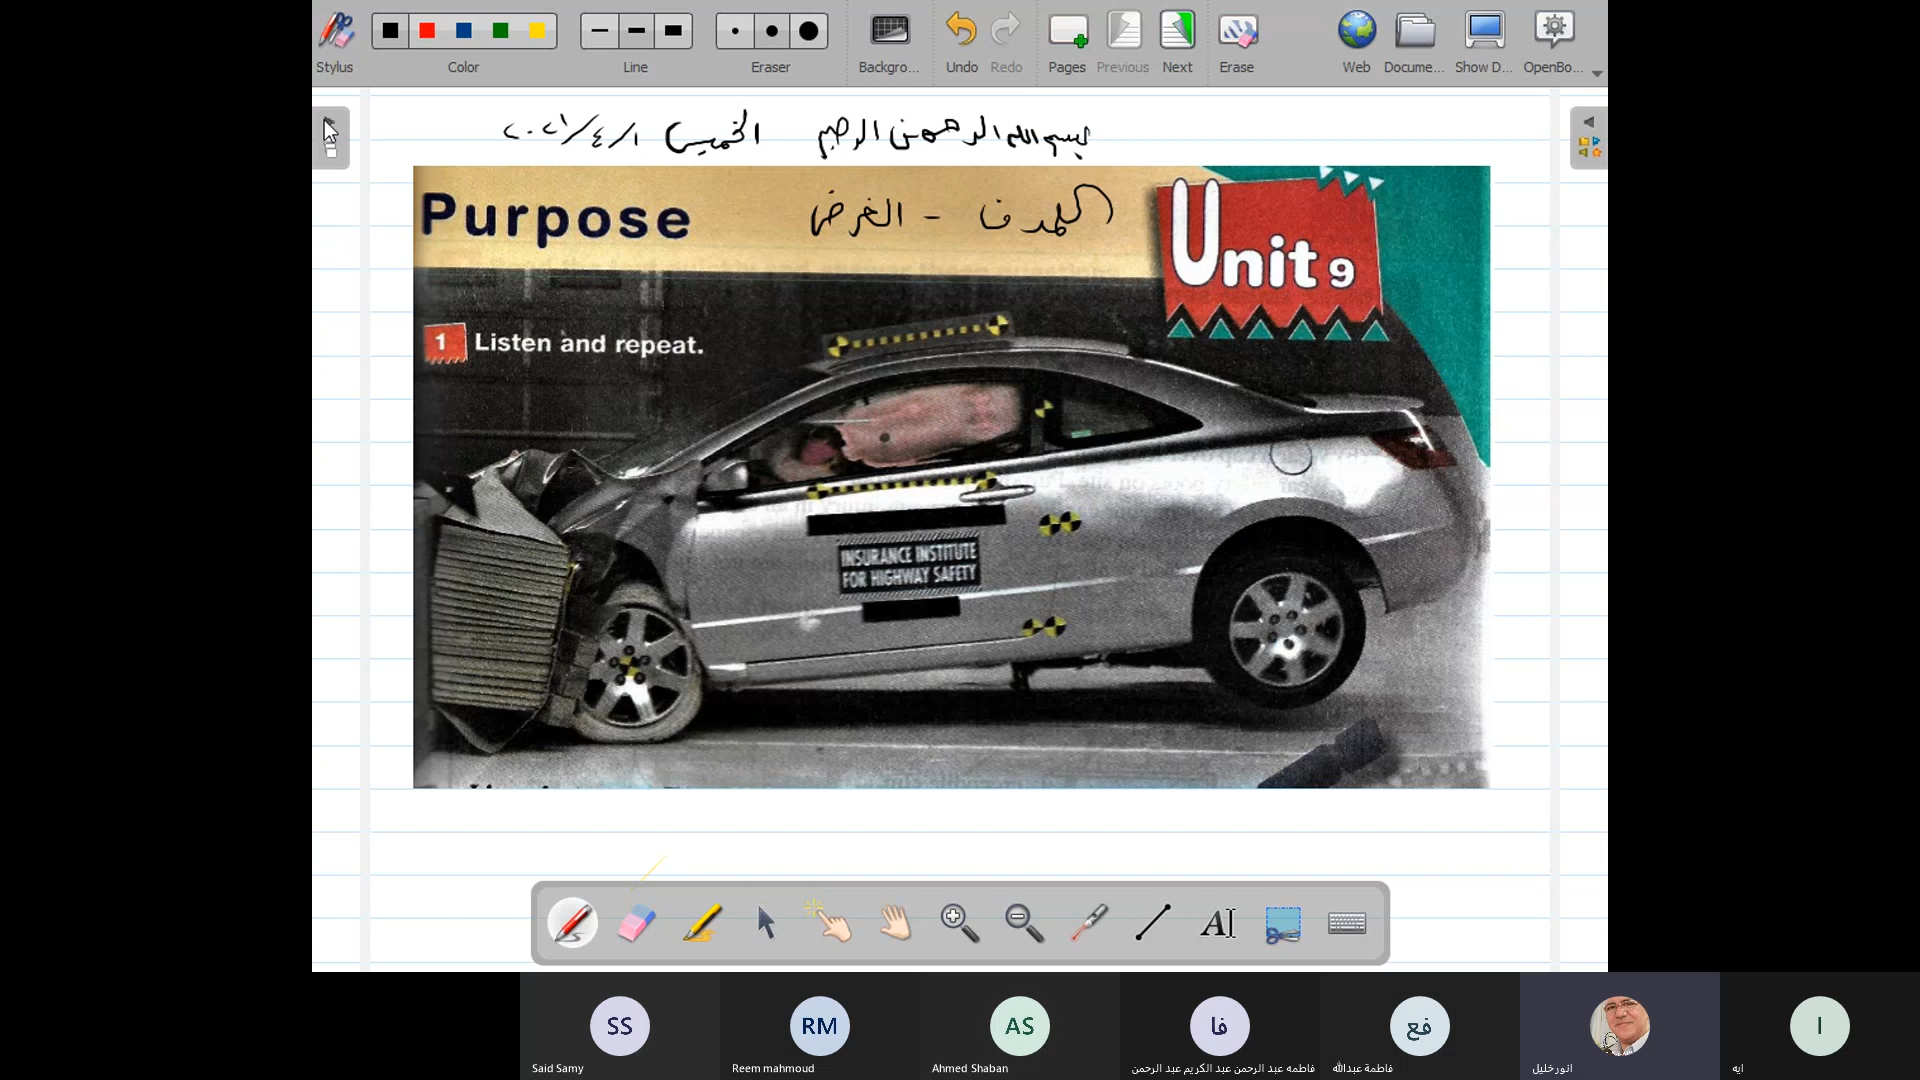 Stylus Color Line Eraser Backgro... Undo Redo Pages Previous Next Erase Web Docume... Show D... OpenBo...
بسم الله الرحمن الرحيم الخميس ٢٠٢١/٤/١
Purpose الهدف - الغرض
Unit 9
1 Listen and repeat.
INSURANCE INSTITUTE
FOR HIGHWAY SAFETY
AI
SS RM AS فا فع ا
Said Samy Reem mahmoud Ahmed Shaban فاطمه عبد الرحمن عبد الكريم عبد الرحمن فاطمة عبدالله انور خليل ايه